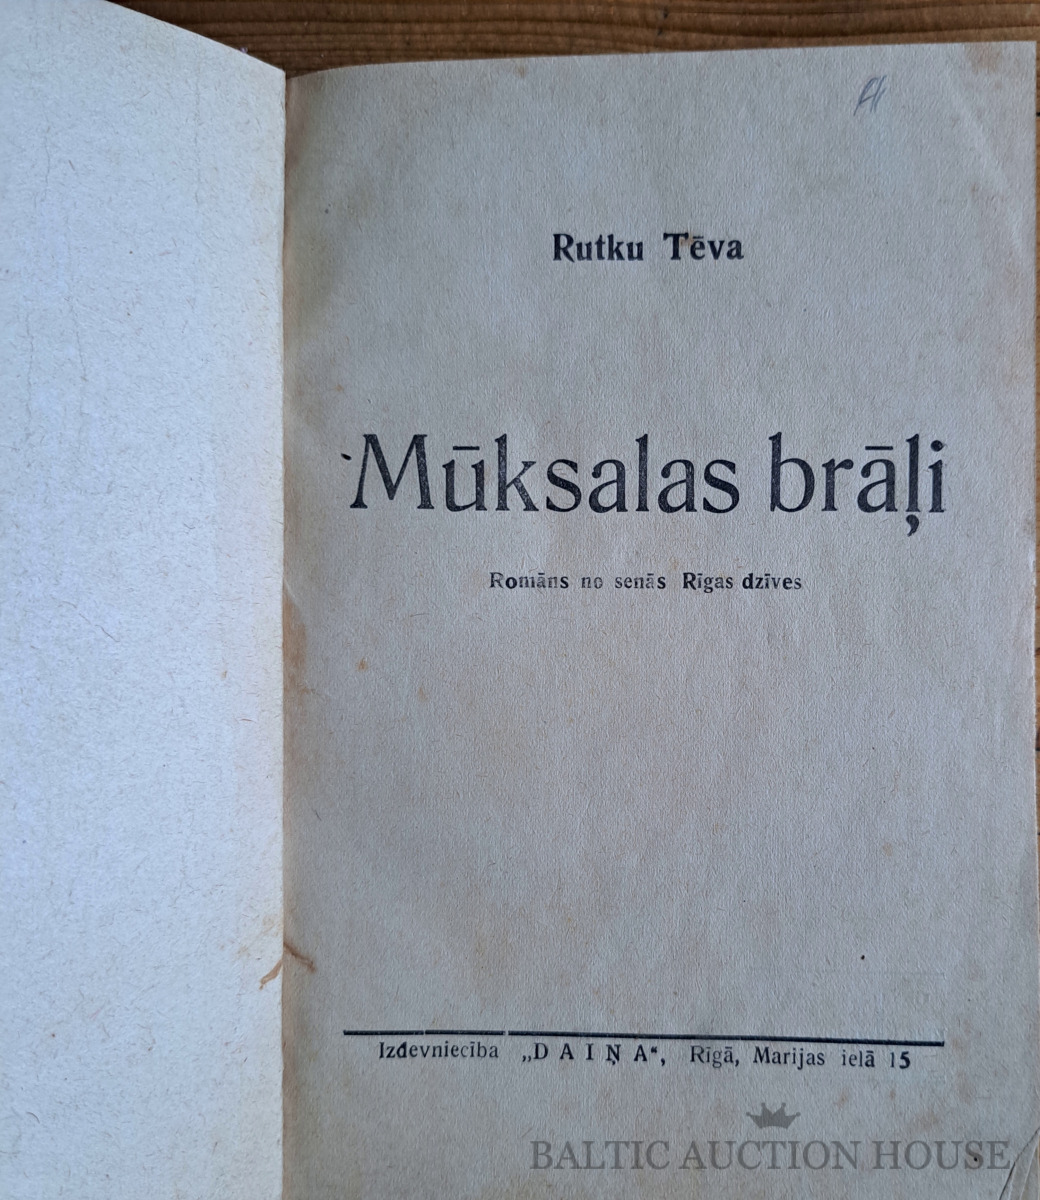 Rutku Tēva
Mūksalas brāļi
Romāns no senās Rīgas dzīves
Izdevniecība „DAIŅA“, Rīgā, Marijas ielā 15
BALTIC AUCTION HOUSE